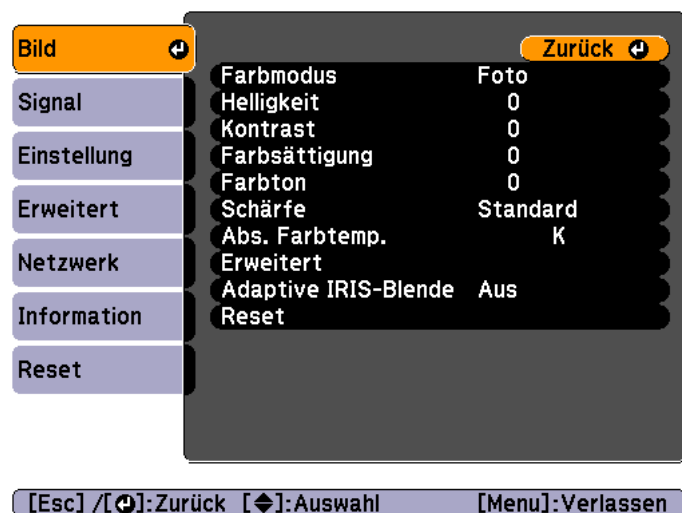 Bild
Signal
Einstellung
Erweitert
Netzwerk
Information
Reset
Zurück
Farbmodus Foto
Helligkeit 0
Kontrast 0
Farbsättigung 0
Farbton 0
Schärfe Standard
Abs. Farbtemp. K
Erweitert
Adaptive IRIS-Blende Aus
Reset
[Esc] /[⏎]:Zurück [◆]:Auswahl [Menu]:Verlassen